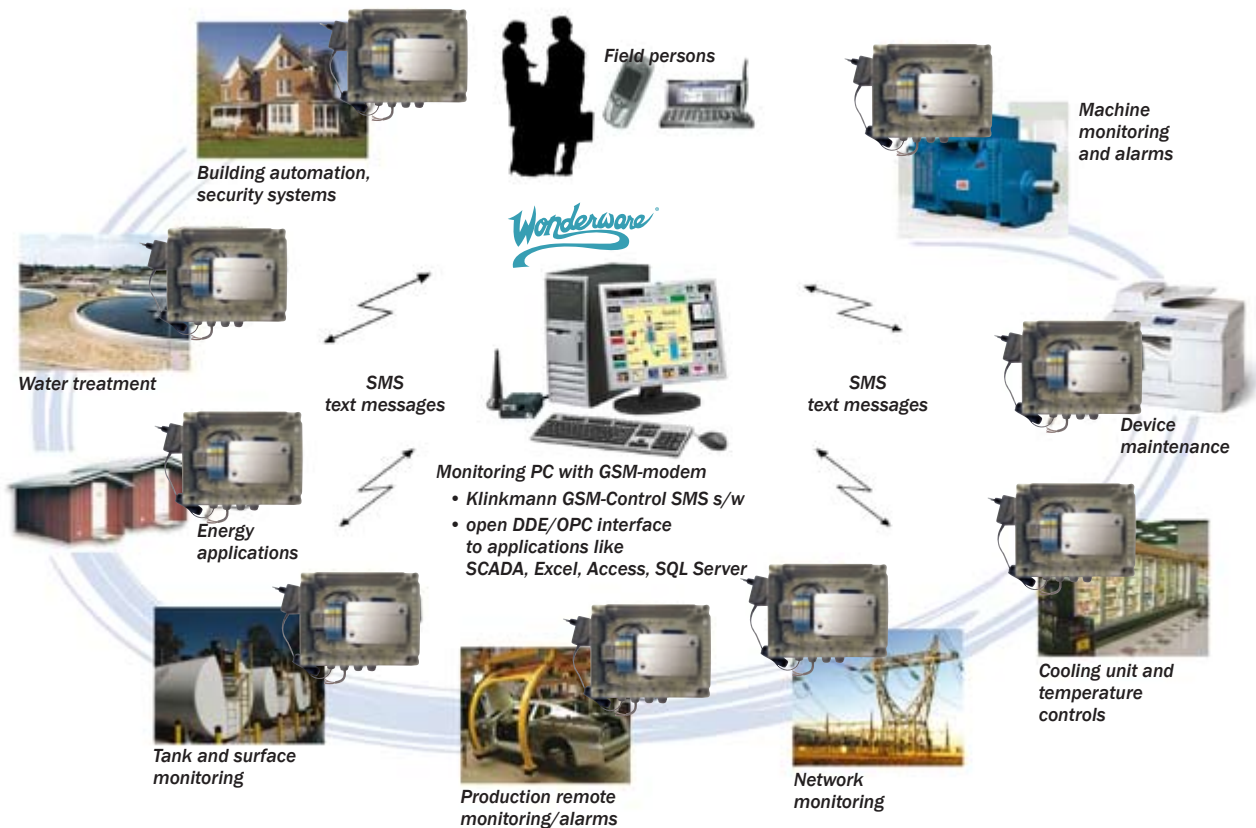 Field persons
Machine
monitoring
and alarms
Building automation,
security systems
Wonderware
Water treatment
SMS
text messages
SMS
text messages
Device
maintenance
Monitoring PC with GSM-modem
• Klinkmann GSM-Control SMS s/w
• open DDE/OPC interface
to applications like
SCADA, Excel, Access, SQL Server
Energy
applications
Cooling unit and
temperature
controls
Tank and surface
monitoring
Production remote
monitoring/alarms
Network
monitoring